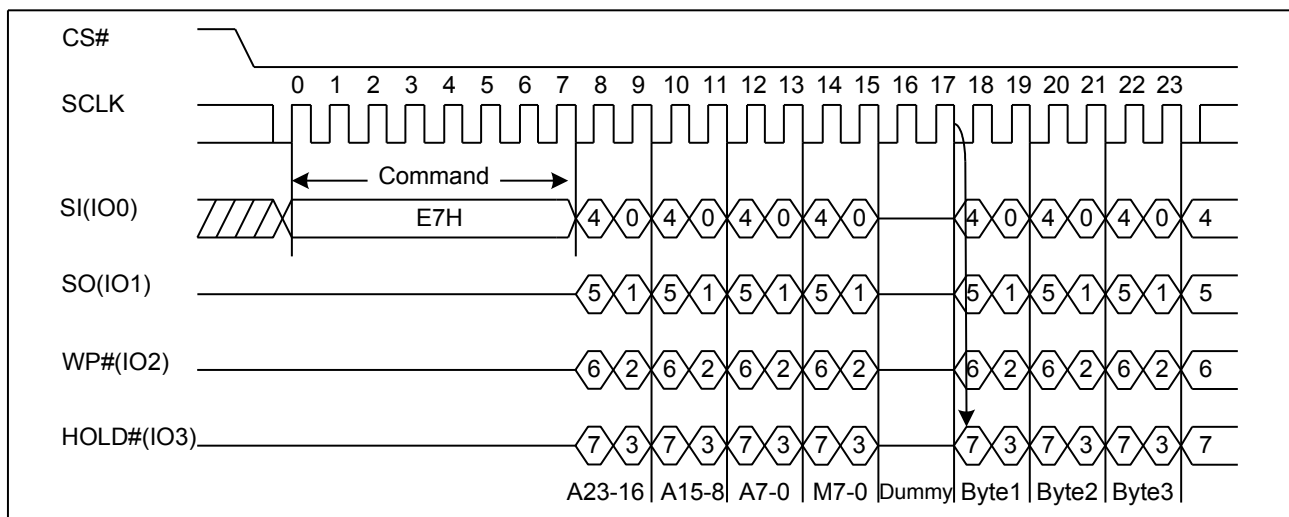 CS#
0 1 2 3 4 5 6 7 8 9 10 11 12 13 14 15 16 17 18 19 20 21 22 23
SCLK
Command
SI(IO0) E7H 4 0 4 0 4 0 4 0 4 0 4 0 4 0 4
SO(IO1) 5 1 5 1 5 1 5 1 5 1 5 1 5 1 5
WP#(IO2) 6 2 6 2 6 2 6 2 6 2 6 2 6 2 6
HOLD#(IO3) 7 3 7 3 7 3 7 3 7 3 7 3 7 3 7
A23-16 A15-8 A7-0 M7-0 Dummy Byte1 Byte2 Byte3